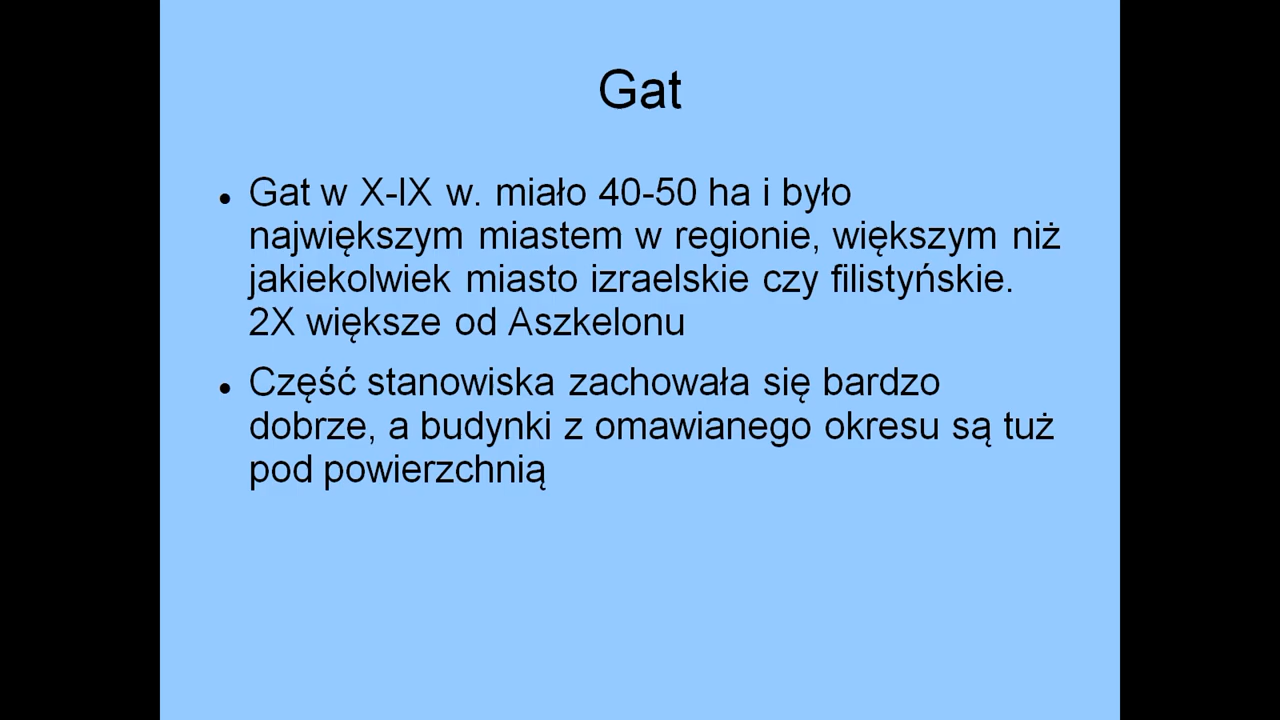 Gat
• Gat w X-IX w. miało 40-50 ha i było
największym miastem w regionie, większym niż
jakiekolwiek miasto izraelskie czy filistyńskie.
2X większe od Aszkelonu
• Część stanowiska zachowała się bardzo
dobrze, a budynki z omawianego okresu są tuż
pod powierzchnią